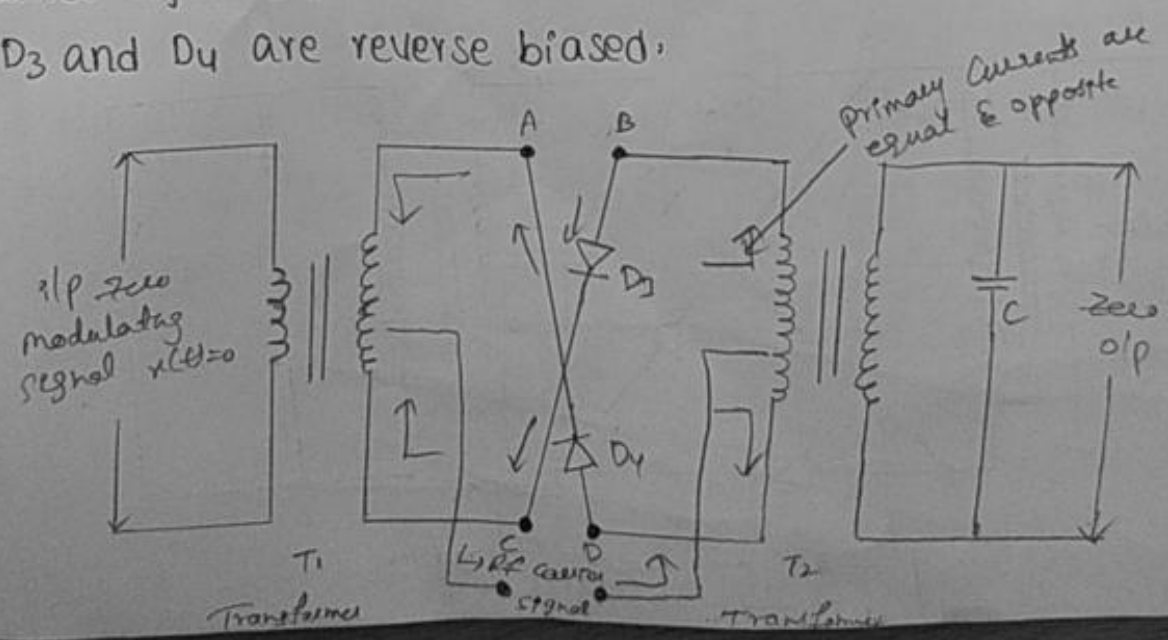 D3 and D4 are reverse biased.
primary currents are
equal & opposite
A
B
i/p zero
modulating
signal x(t)=0
D3
C
zero
o/p
D4
C
D
T1
RF carrier
signal
T2
Transformer
Transformer